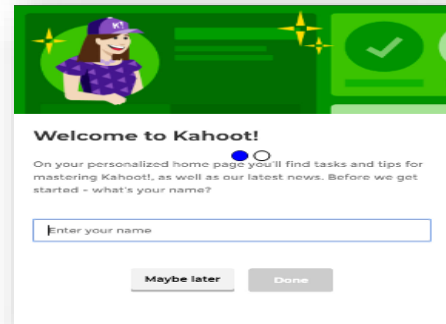 K!
Welcome to Kahoot!
On your personalized home page you'll find tasks and tips for
mastering Kahoot!, as well as our latest news. Before we get
started - what's your name?
Enter your name
Maybe later
Done